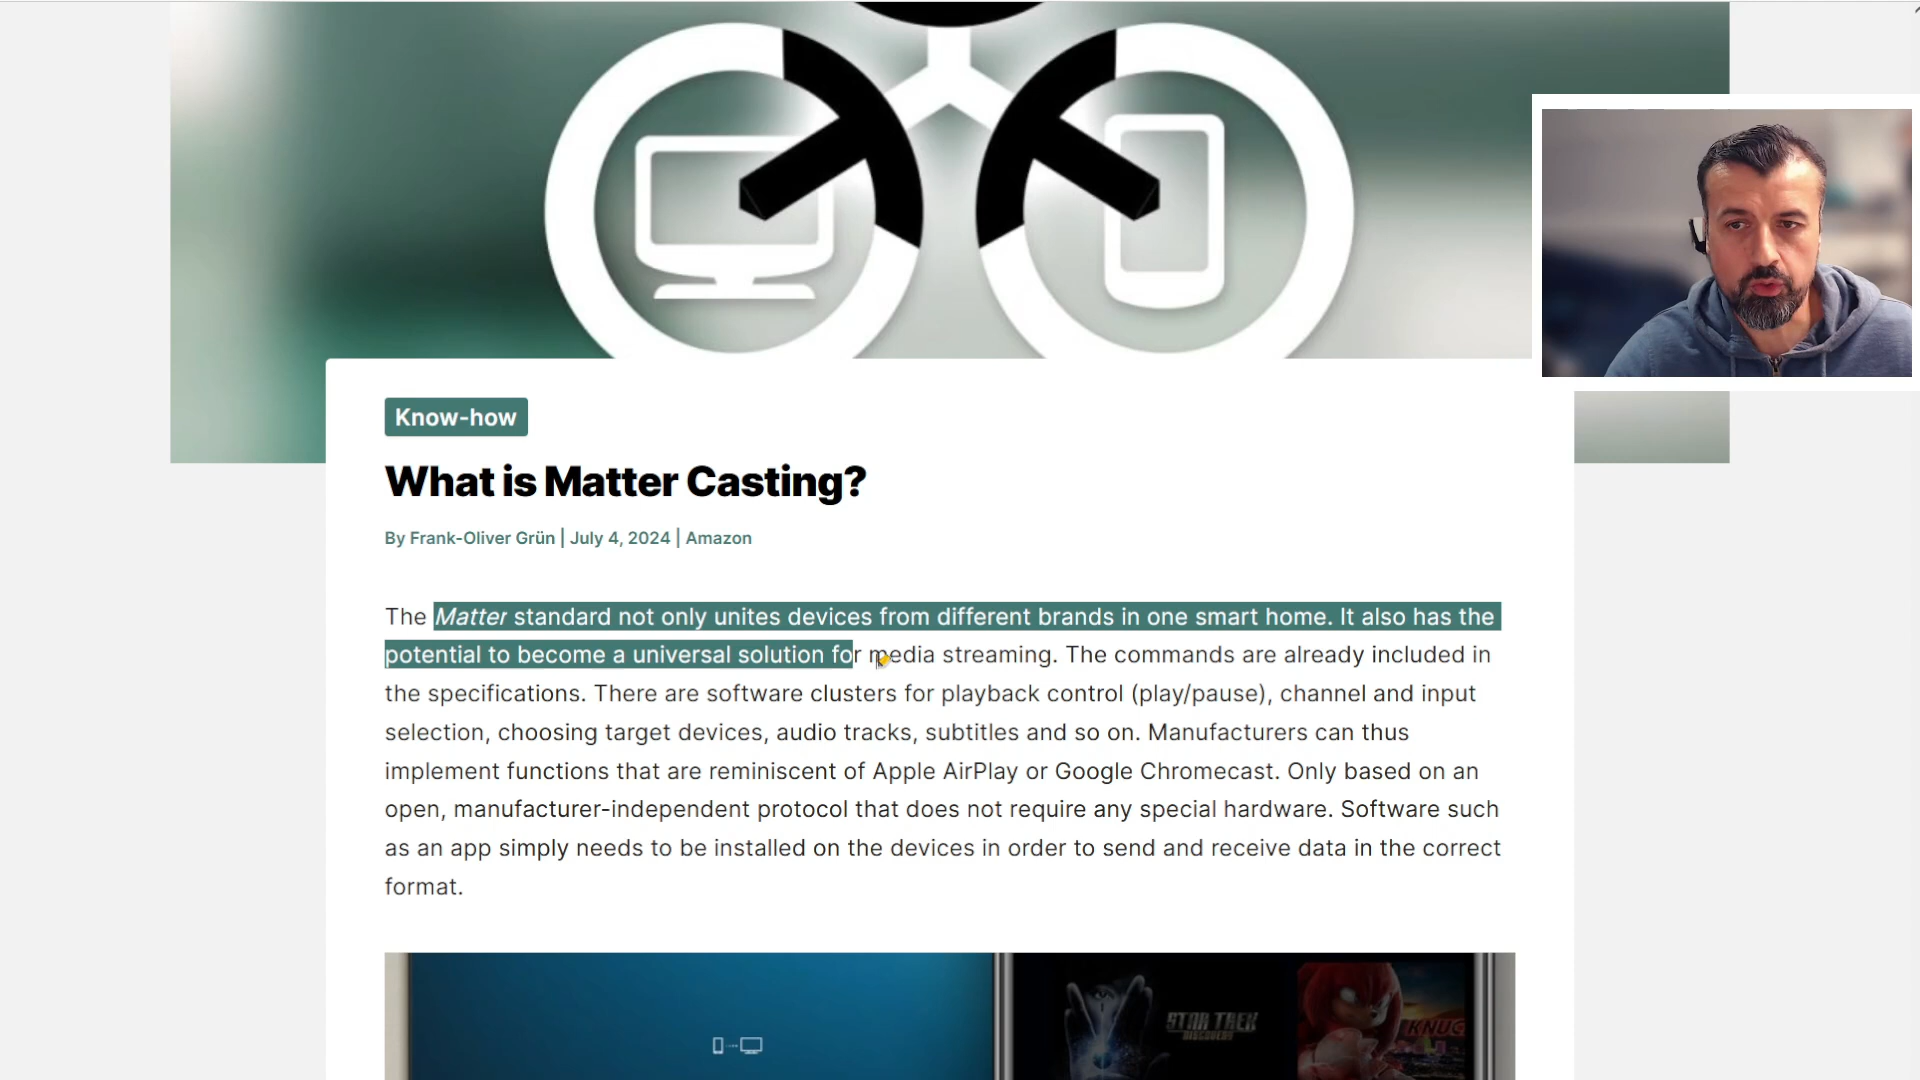 Know-how
What is Matter Casting?
By Frank-Oliver Grün | July 4, 2024 | Amazon
The Matter standard not only unites devices from different brands in one smart home. It also has the
potential to become a universal solution for media streaming. The commands are already included in
the specifications. There are software clusters for playback control (play/pause), channel and input
selection, choosing target devices, audio tracks, subtitles and so on. Manufacturers can thus
implement functions that are reminiscent of Apple AirPlay or Google Chromecast. Only based on an
open, manufacturer-independent protocol that does not require any special hardware. Software such
as an app simply needs to be installed on the devices in order to send and receive data in the correct
format.
STAR TREK
DISCOVERY
KNUC